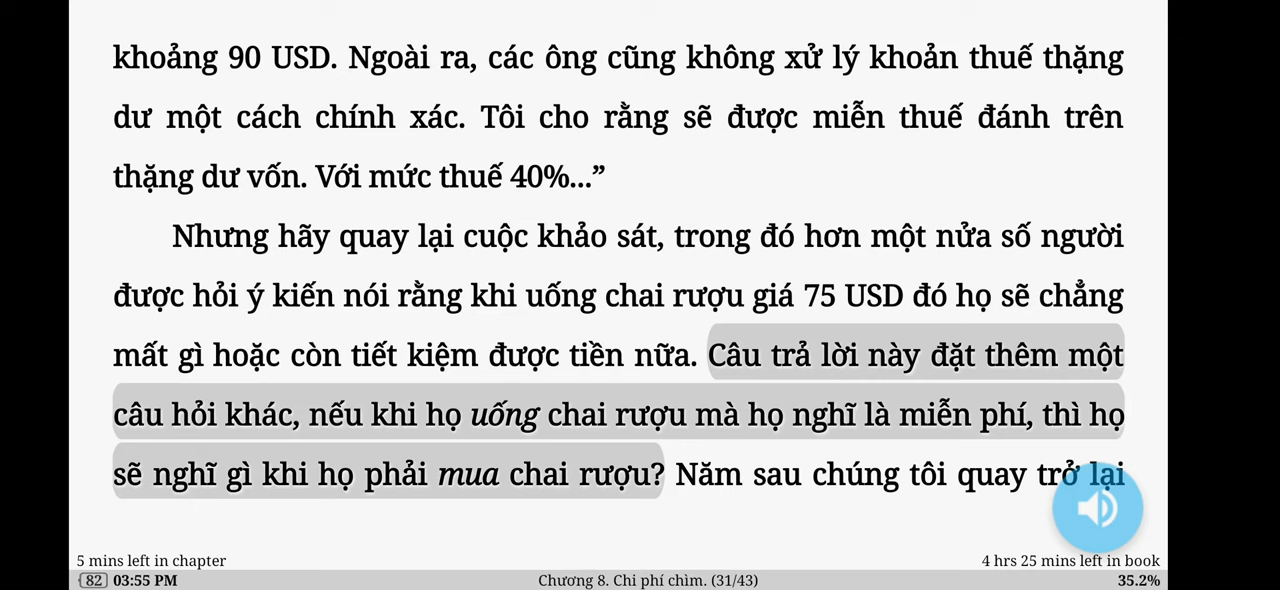 khoảng 90 USD. Ngoài ra, các ông cũng không xử lý khoản thuế thặng
dư một cách chính xác. Tôi cho rằng sẽ được miễn thuế đánh trên
thặng dư vốn. Với mức thuế 40%...”
Nhưng hãy quay lại cuộc khảo sát, trong đó hơn một nửa số người
được hỏi ý kiến nói rằng khi uống chai rượu giá 75 USD đó họ sẽ chẳng
mất gì hoặc còn tiết kiệm được tiền nữa. Câu trả lời này đặt thêm một
câu hỏi khác, nếu khi họ uống chai rượu mà họ nghĩ là miễn phí, thì họ
sẽ nghĩ gì khi họ phải mua chai rượu? Năm sau chúng tôi quay trở lại
5 mins left in chapter
4 hrs 25 mins left in book
82 03:55 PM
Chương 8. Chi phí chìm. (31/43)
35.2%